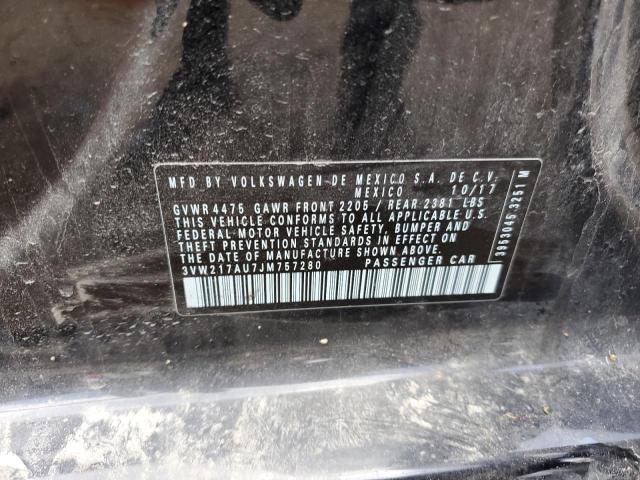 MFD BY VOLKSWAGEN DE MEXICO S.A. DE C.V.
MEXICO 10/17
GVWR 4475 GAWR FRONT 2205 / REAR 2381 LBS
THIS VEHICLE CONFORMS TO ALL APPLICABLE U.S.
FEDERAL MOTOR VEHICLE SAFETY, BUMPER AND
THEFT PREVENTION STANDARDS IN EFFECT ON THE
DATE OF MANUFACTURE SHOWN ABOVE.
3VW217AU7JM757280 PASSENGER CAR
3953045 3251 M